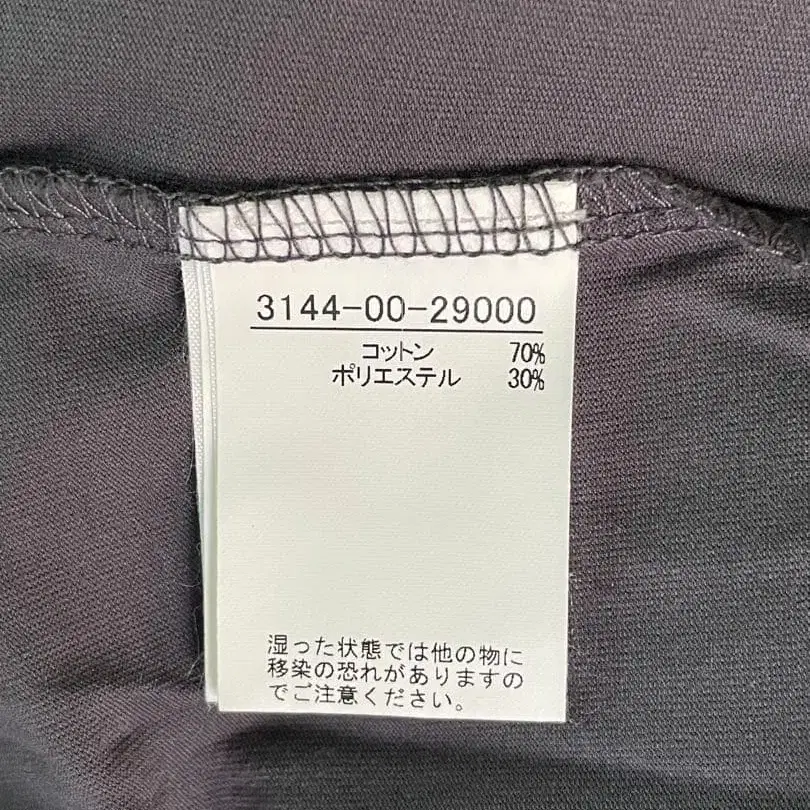 3144-00-29000
コットン 70%
ポリエステル 30%
湿った状態では他の物に
移染の恐れがありますの
でご注意ください。